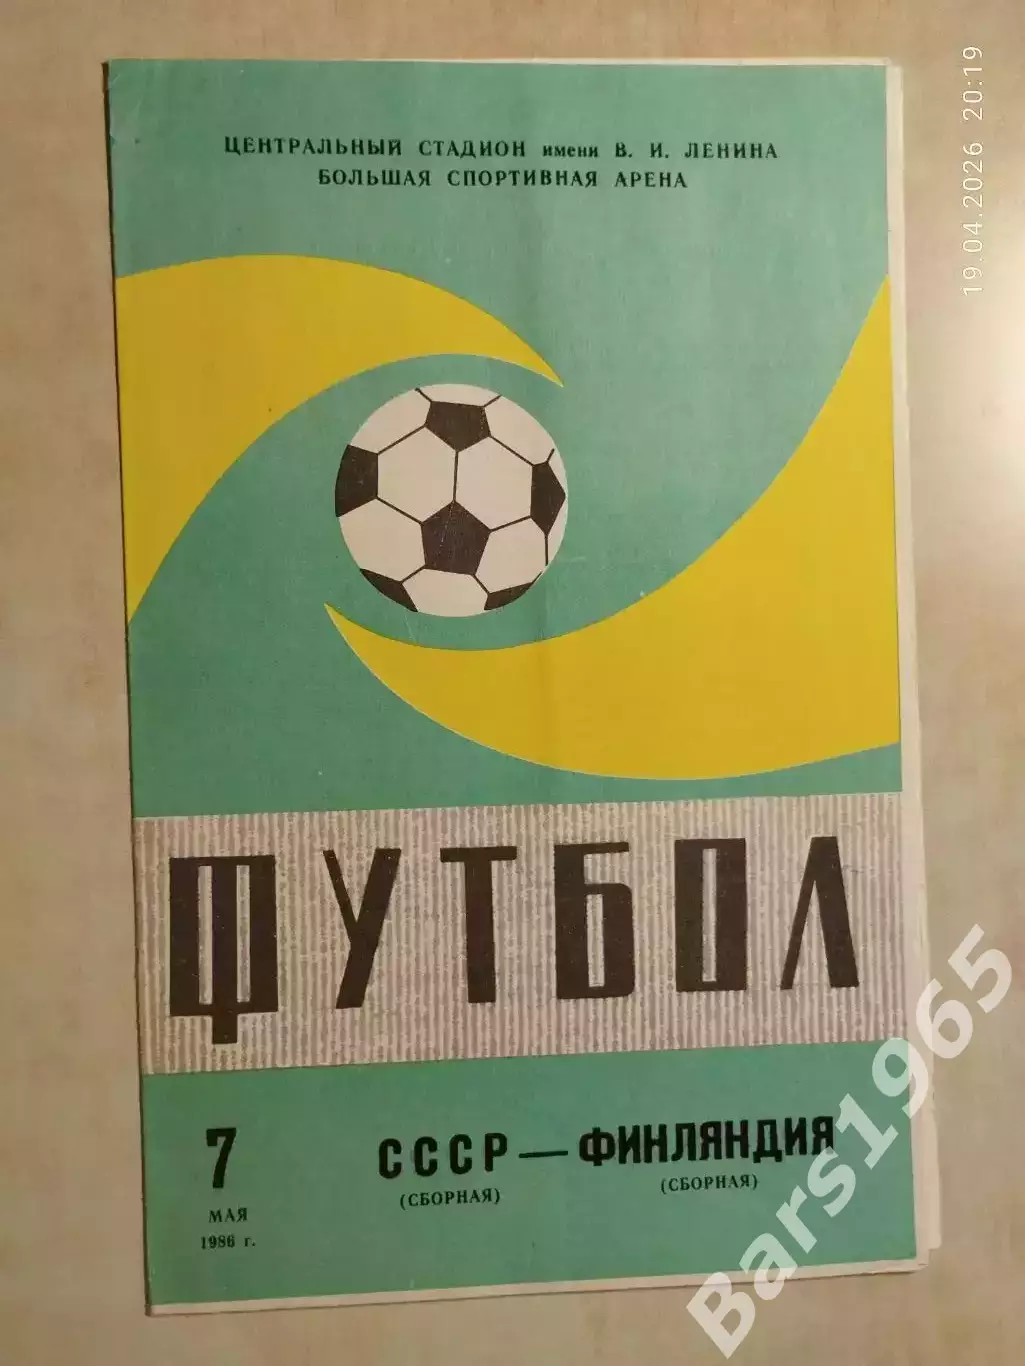 ЦЕНТРАЛЬНЫЙ СТАДИОН имени В. И. ЛЕНИНА
БОЛЬШАЯ СПОРТИВНАЯ АРЕНА
ФУТБОЛ
7
МАЯ
1986 г.
СССР — ФИНЛЯНДИЯ
(СБОРНАЯ) (СБОРНАЯ)
19.04.2026 20:19
Bars1965